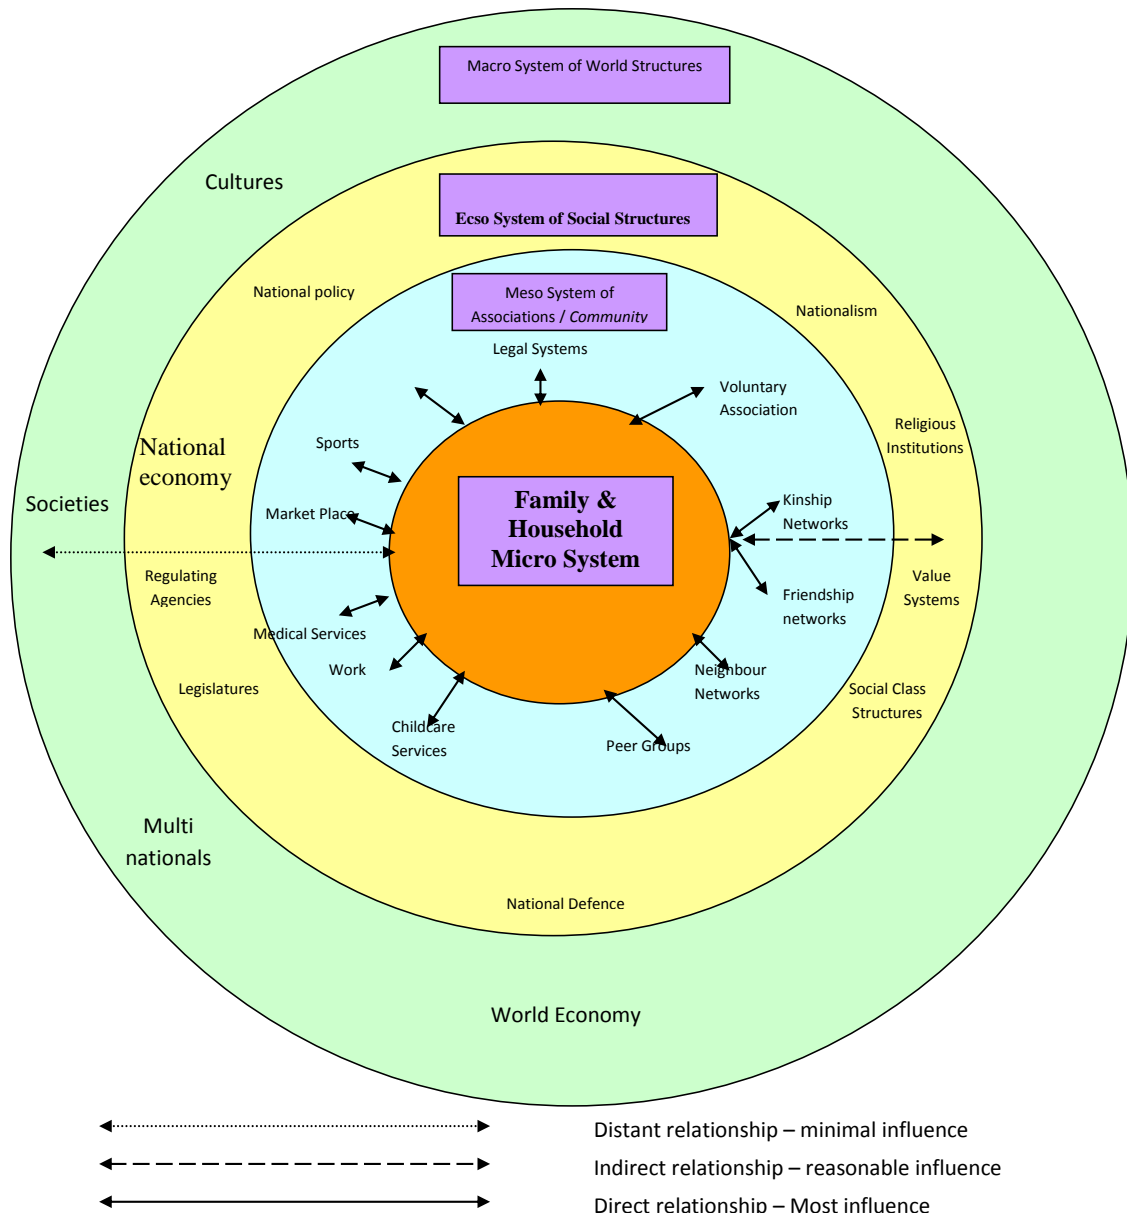 Macro System of World Structures
Cultures
Ecso System of Social Structures
National policy
Meso System of
Associations / Community
Nationalism
Legal Systems
Voluntary
Association
Sports
National
economy
Religious
Institutions
Societies
Market Place
Family &
Household
Micro System
Kinship
Networks
Regulating
Agencies
Value
Systems
Friendship
networks
Medical Services
Work
Neighbour
Networks
Legislatures
Social Class
Structures
Childcare
Services
Peer Groups
Multi
nationals
National Defence
World Economy
Distant relationship – minimal influence
Indirect relationship – reasonable influence
Direct relationship – Most influence